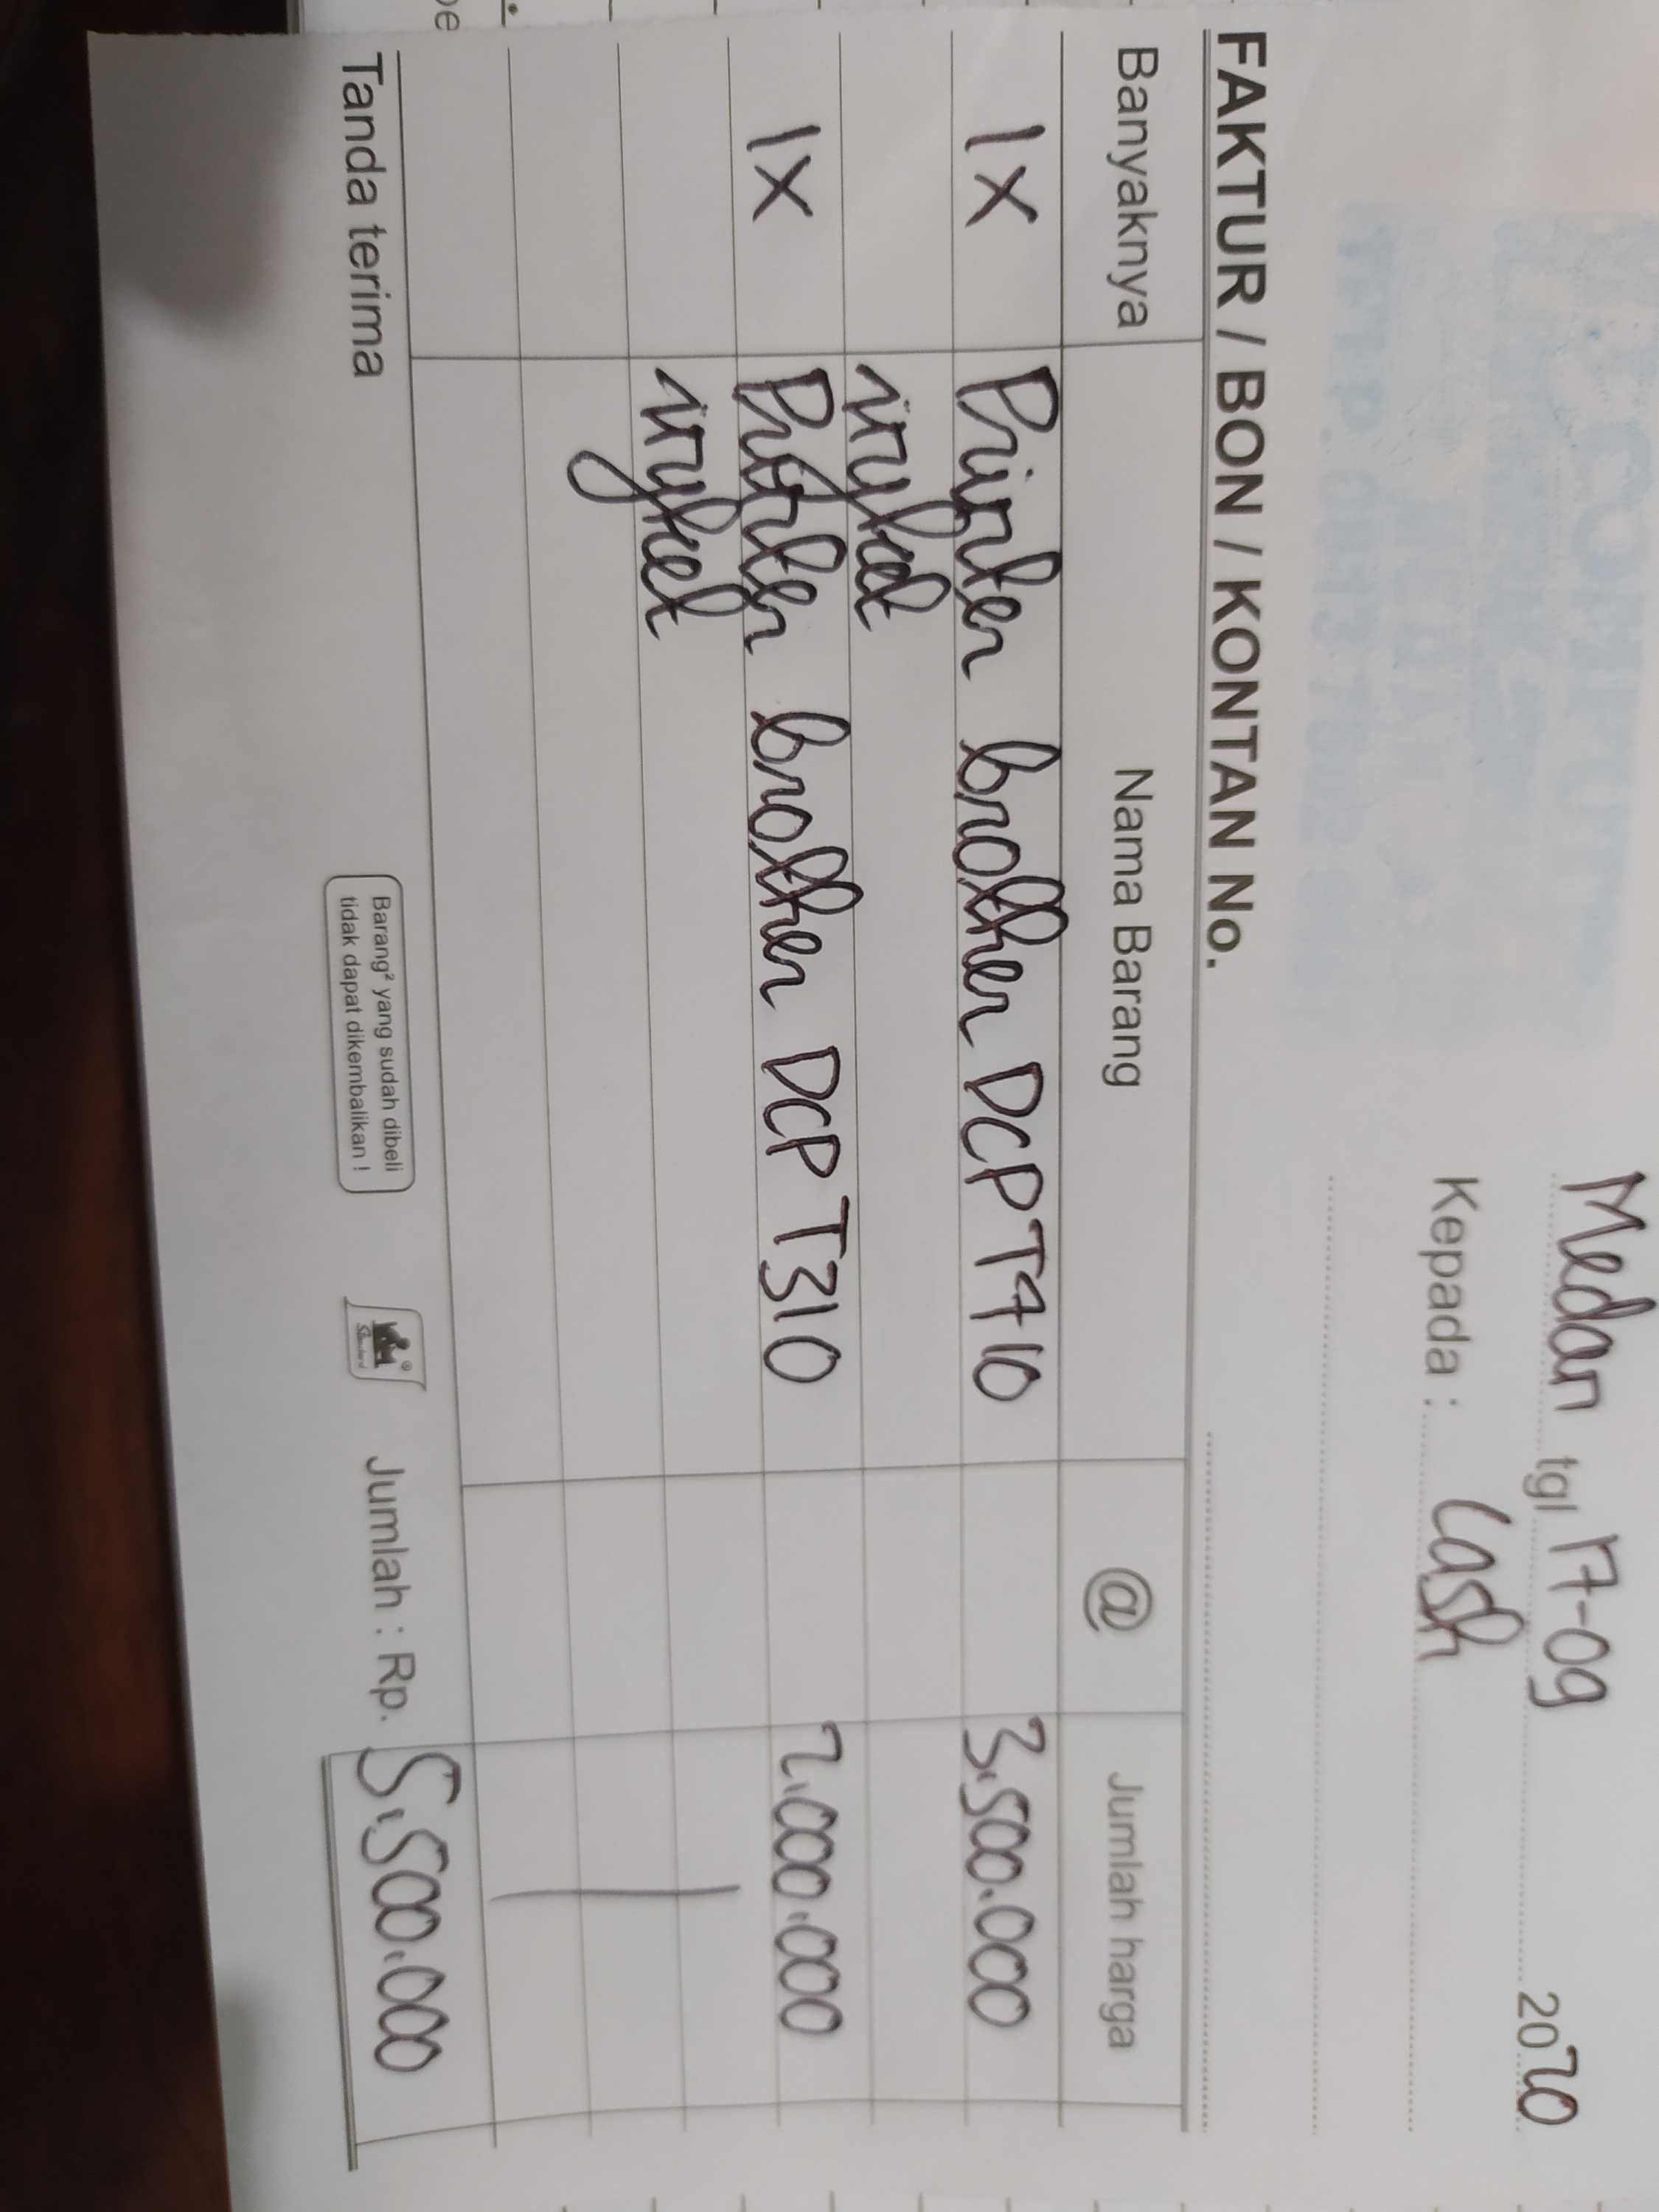 Medan tgl 17-09 2020
Kepada : Cash
FAKTUR / BON / KONTAN No.
Banyaknya Nama Barang @ Jumlah harga
1x Printer brother DCP T710 3.500.000
inkjet
1x Printer brother DCP T310 2.000.000
inkjet
Tanda terima
Barang² yang sudah dibeli
tidak dapat dikembalikan !
Jumlah : Rp. 5.500.000